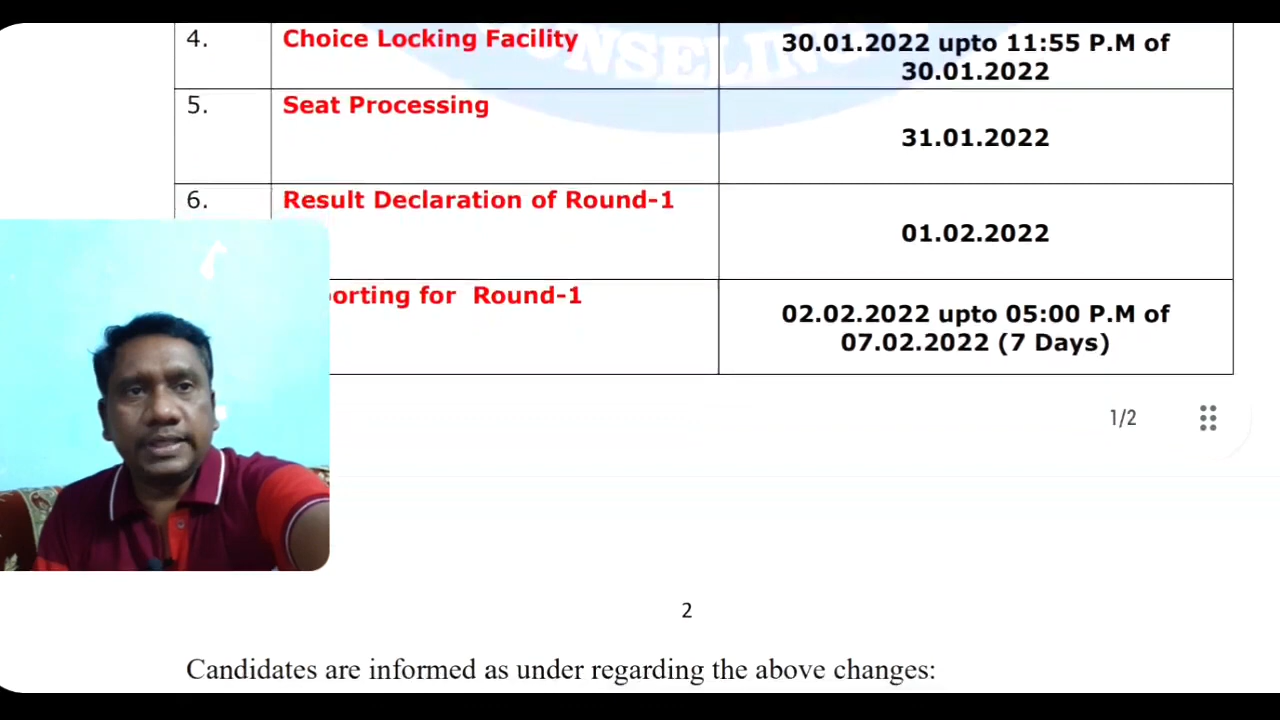 4.
Choice Locking Facility
30.01.2022 upto 11:55 P.M of
30.01.2022
5.
Seat Processing
31.01.2022
6.
Result Declaration of Round-1
01.02.2022
orting for Round-1
02.02.2022 upto 05:00 P.M of
07.02.2022 (7 Days)
1/2
2
Candidates are informed as under regarding the above changes: